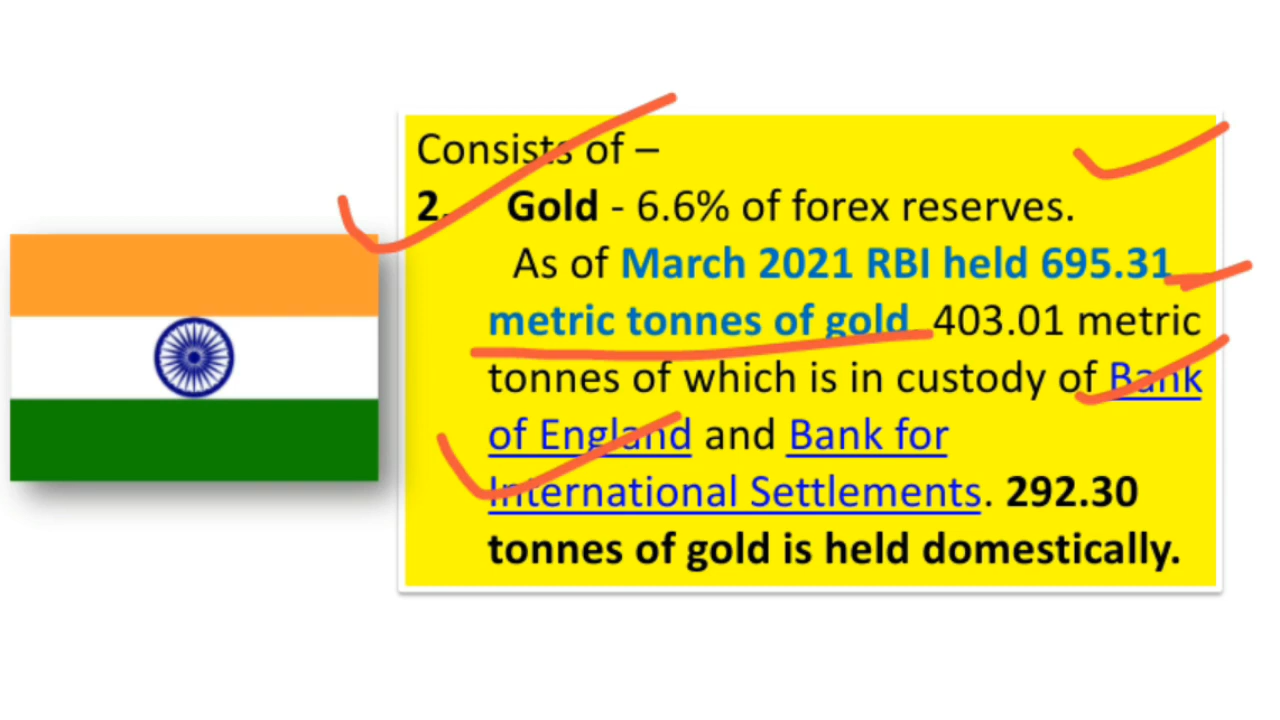 Consists of –
2. Gold - 6.6% of forex reserves.
As of March 2021 RBI held 695.31
metric tonnes of gold 403.01 metric
tonnes of which is in custody of Bank
of England and Bank for
International Settlements. 292.30
tonnes of gold is held domestically.